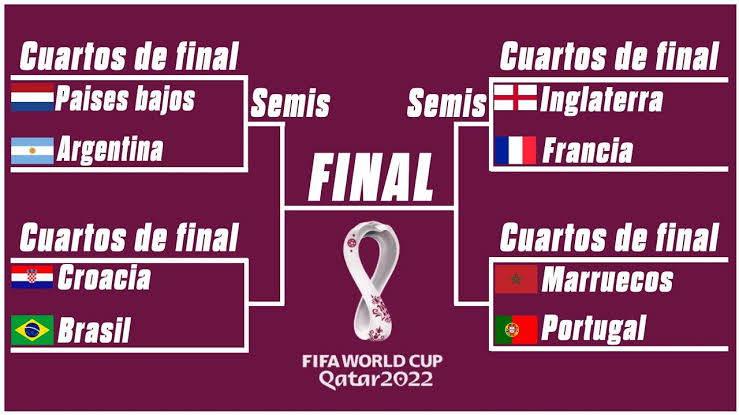 Cuartos de final
Paises bajos
Argentina
Semis
Cuartos de final
Croacia
Brasil
FINAL
Cuartos de final
Inglaterra
Francia
Semis
Cuartos de final
Marruecos
Portugal
FIFA WORLD CUP
Qatar2022